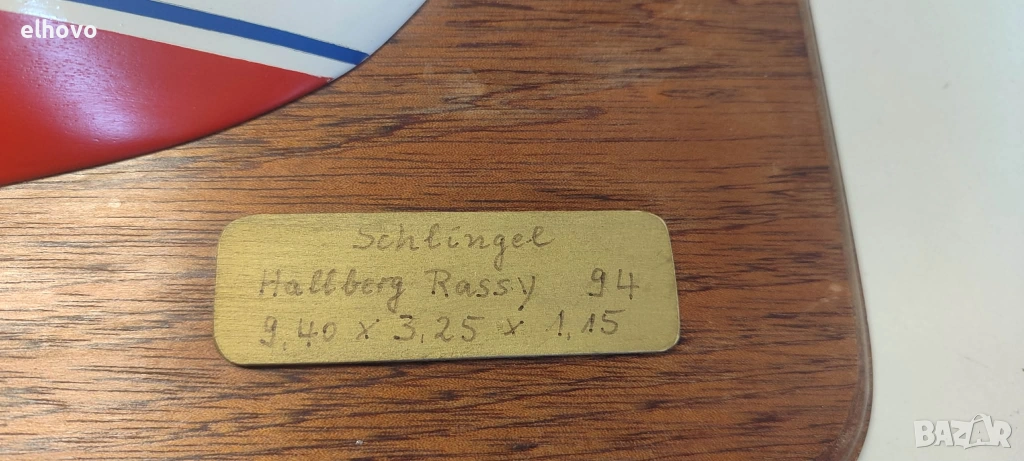 elhovo
Schlingel
Hallberg Rassy 94
9,40 x 3,25 x 1,15
BAZAR